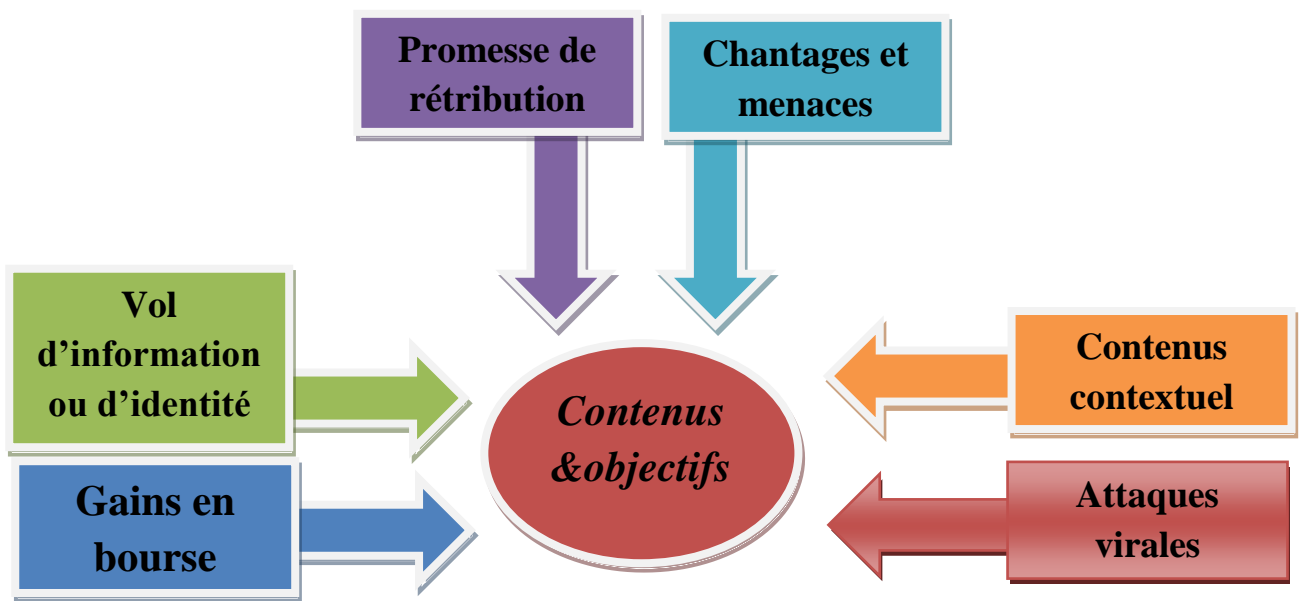 Promesse de
rétribution
Chantages et
menaces
Vol
d’information
ou d’identité
Contenus
contextuel
Contenus
&objectifs
Gains en
bourse
Attaques
virales